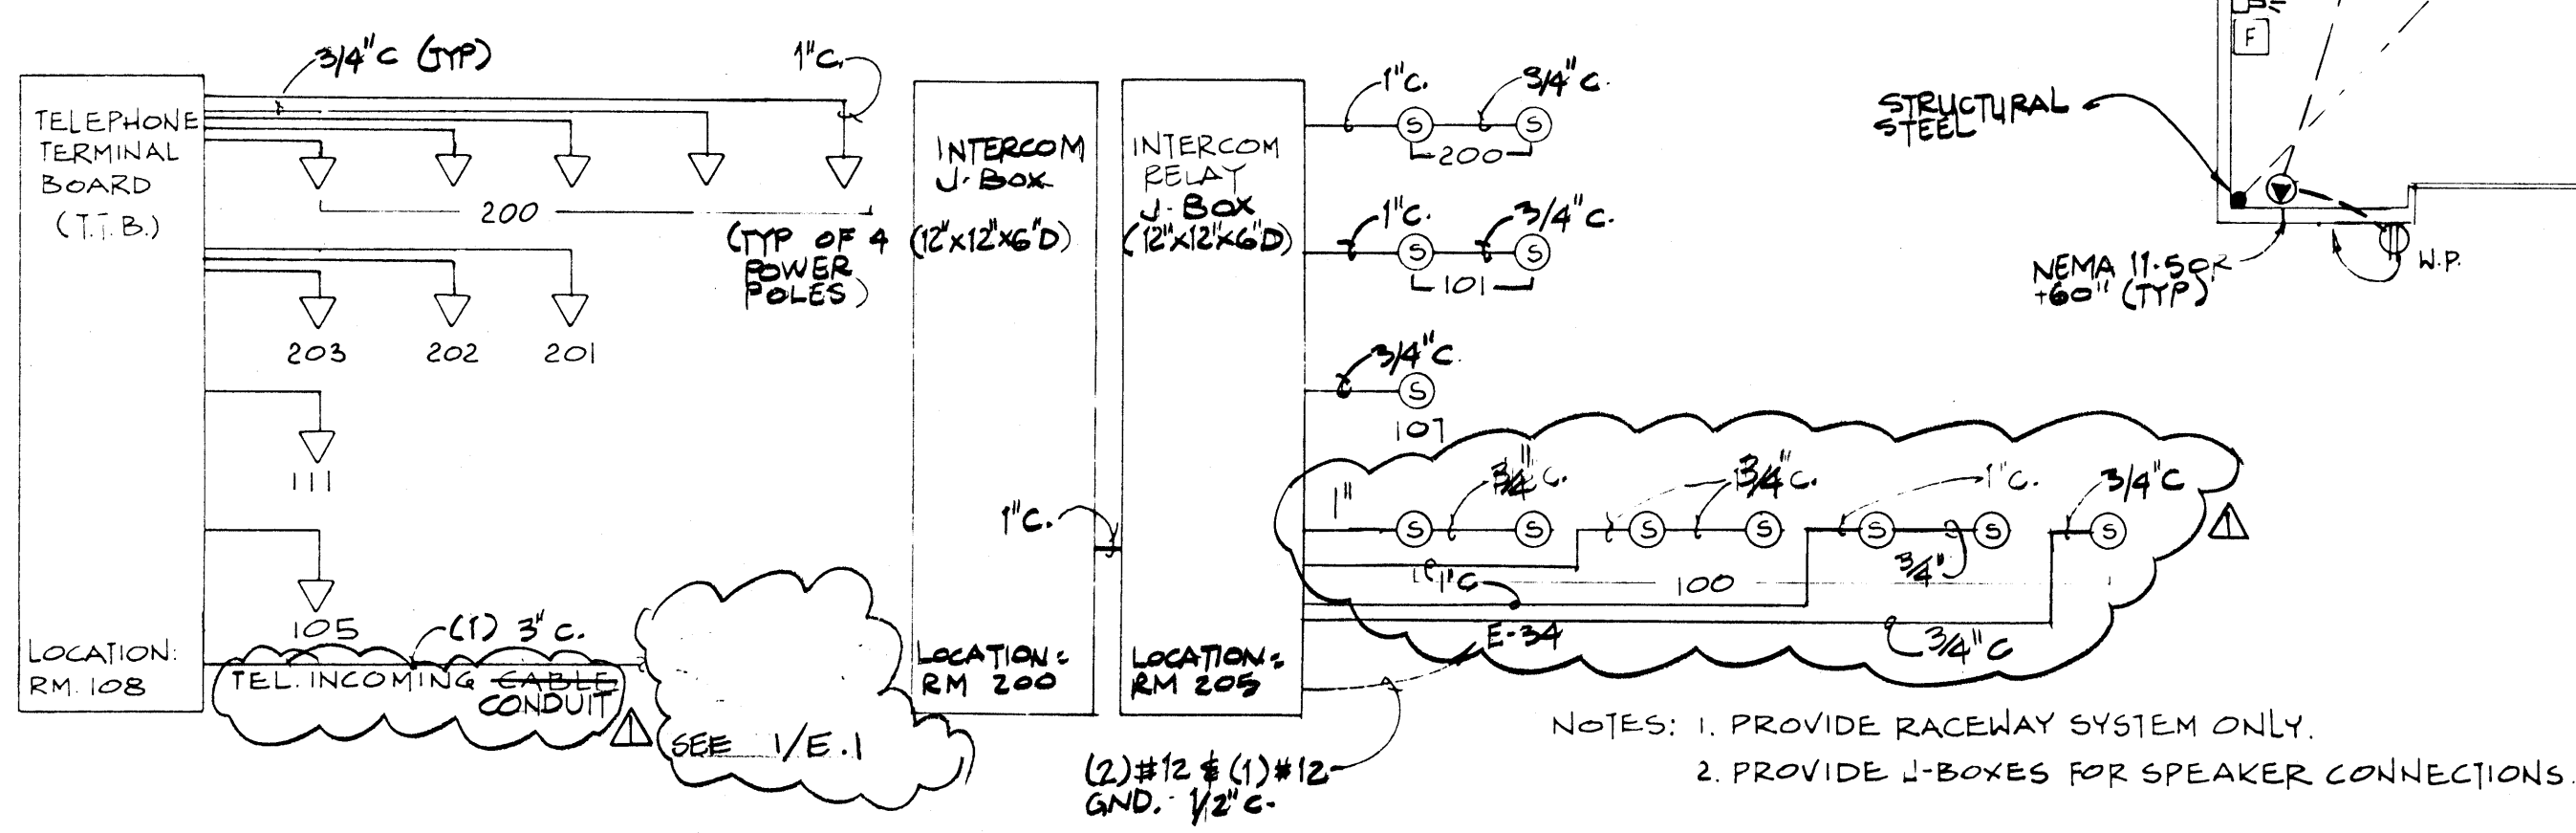 3/4"C (TYP)
1"C.
TELEPHONE
TERMINAL
BOARD
(T.T.B.)
LOCATION:
RM. 108
200
(TYP OF 4
POWER
POLES)
203
202
201
111
105
(1) 3"C.
TEL. INCOMING CABLE
CONDUIT
1
SEE 1/E.1
INTERCOM
J-BOX
(12"x12"x6"D)
LOCATION:
RM 200
1"C.
INTERCOM
RELAY
J-BOX
(12"x12"x6"D)
LOCATION:
RM 205
1"C.
3/4"C.
S
S
200
1"C.
3/4"C.
S
S
101
3/4"C.
S
107
1"
3/4"C.
3/4"C.
1"C.
3/4"C
S
S
S
S
S
S
S
1
1"C
100
3/4"
E-34
3/4"C
(2)#12 & (1)#12
GND. - 1/2"C.
NOTES: 1. PROVIDE RACEWAY SYSTEM ONLY.
2. PROVIDE J-BOXES FOR SPEAKER CONNECTIONS.
F
STRUCTURAL
STEEL
NEMA 11-50R
+60" (TYP)
W.P.